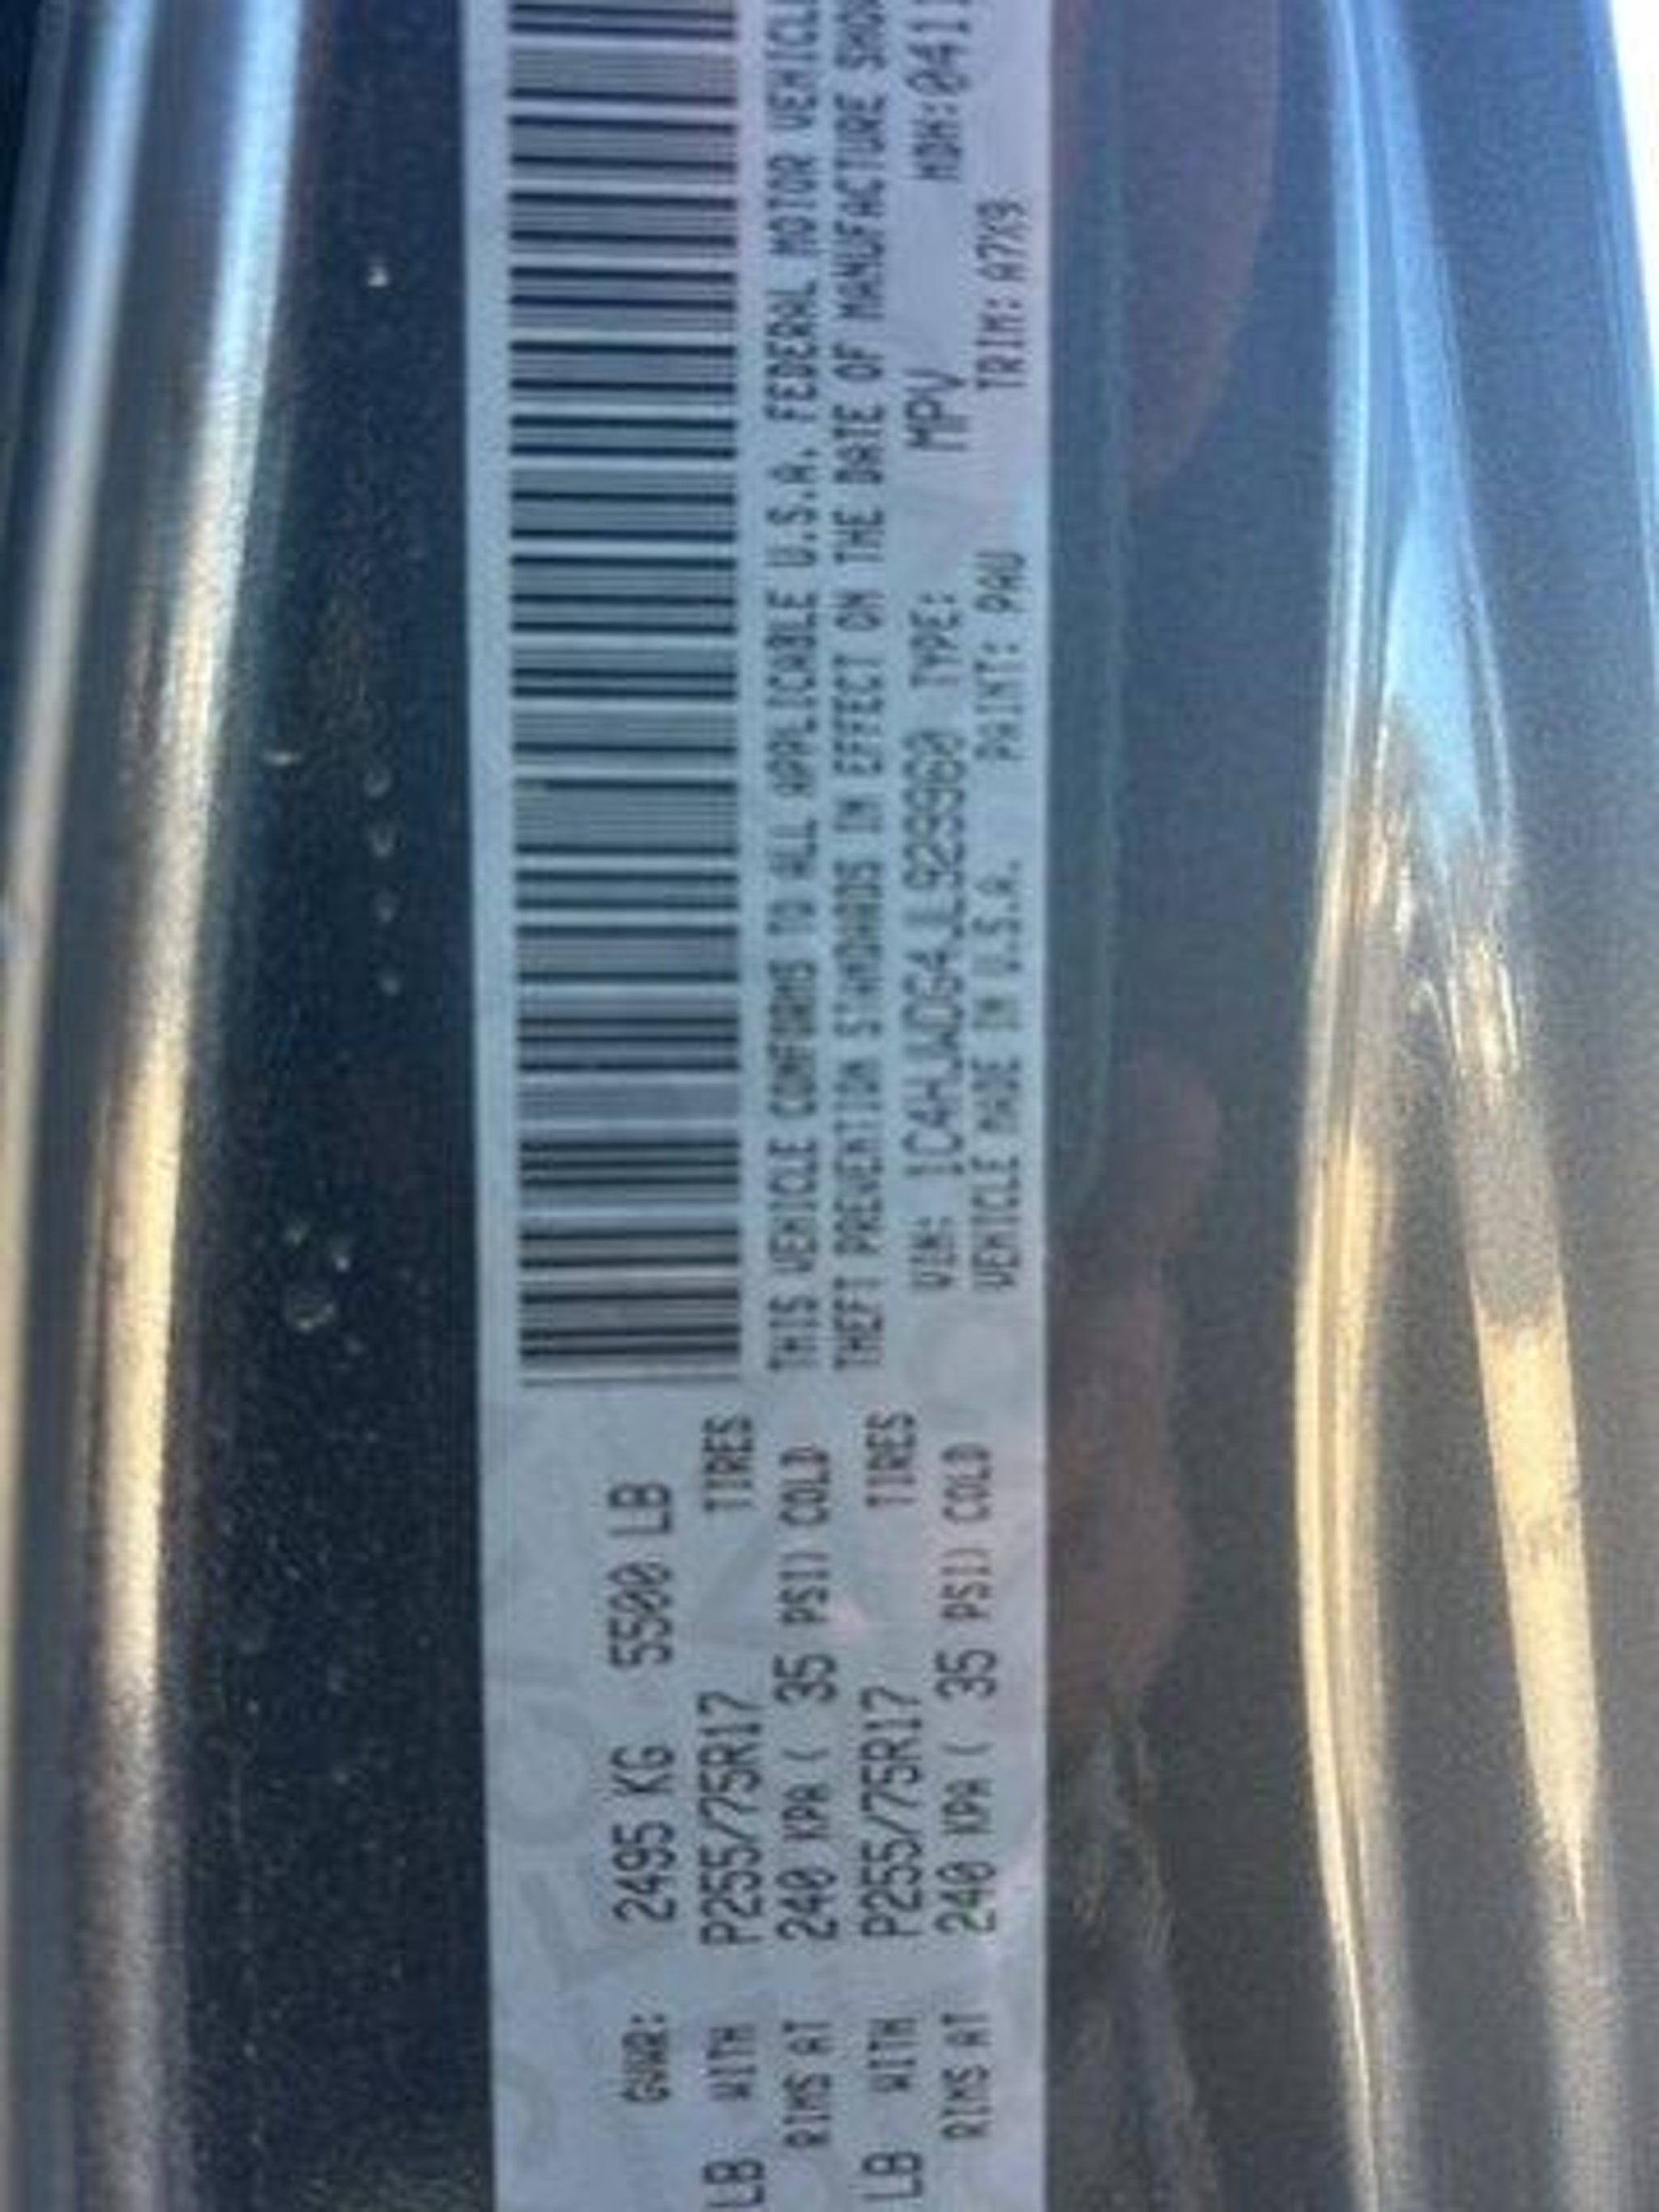 GVWR: 2495 KG 5500 LB
LB WITH P255/75R17 TIRES
RIMS AT 240 KPA ( 35 PSI) COLD
LB WITH P255/75R17 TIRES
RIMS AT 240 KPA ( 35 PSI) COLD
THIS VEHICLE CONFORMS TO ALL APPLICABLE U.S.A. FEDERAL MOTOR VEHICLE
THEFT PREVENTION STANDARDS IN EFFECT ON THE DATE OF MANUFACTURE SHO
VIN: 1C4HJWDG4JL929960 TYPE: MPV MDH:0411
VEHICLE MADE IN U.S.A. PAINT: PAU TRIM: A7X9